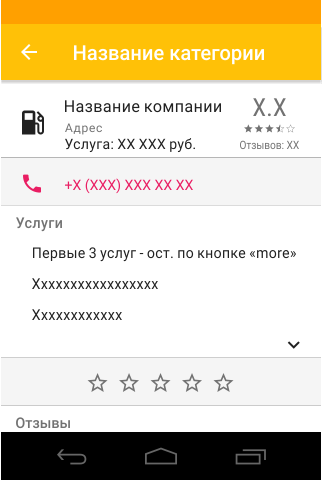 Название категории
Название компании
X.X
Адрес
Услуга: XX XXX руб.
Отзывов: XX
+X (XXX) XXX XX XX
Услуги
Первые 3 услуг - ост. по кнопке «more»
Xxxxxxxxxxxxxxxxx
Xxxxxxxxxxxx
Отзывы